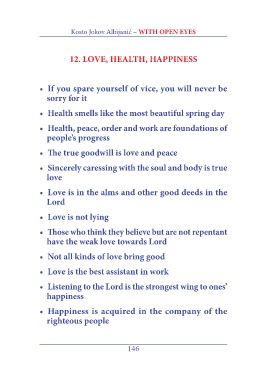 Kosto Jokov Albijanić – WITH OPEN EYES
12. LOVE, HEALTH, HAPPINESS
• If you spare yourself of vice, you will never be
sorry for it
• Health smells like the most beautiful spring day
• Health, peace, order and work are foundations of
people's progress
• The true goodwill is love and peace
• Sincerely caressing with the soul and body is true
love
• Love is in the alms and other good deeds in the
Lord
• Love is not lying
• Those who think they believe but are not repentant
have the weak love towards Lord
• Not all kinds of love bring good
• Love is the best assistant in work
• Listening to the Lord is the strongest wing to ones'
happiness
• Happiness is acquired in the company of the
righteous people
146